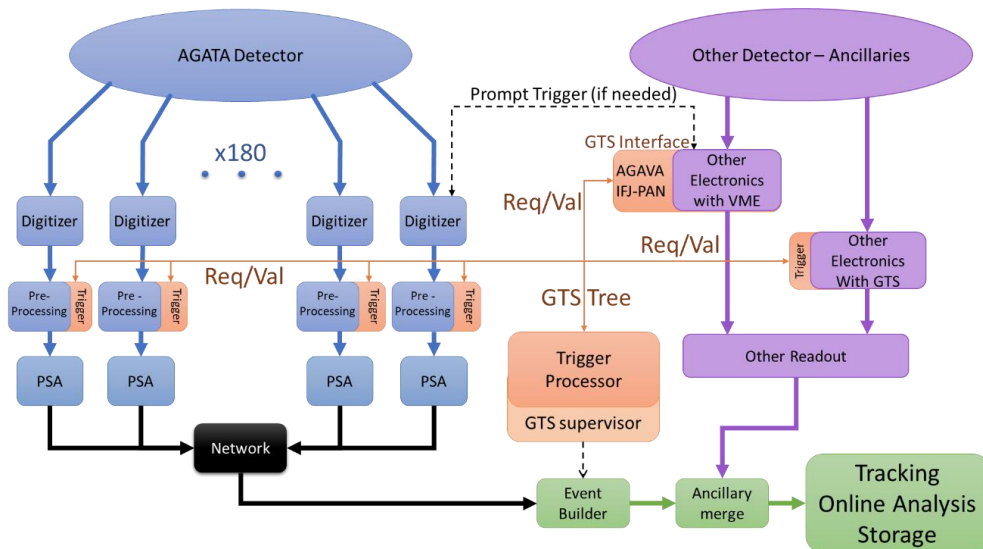 AGATA Detector
Other Detector – Ancillaries
Prompt Trigger (if needed)
x180
GTS Interface
AGAVA
IFJ-PAN
Other
Electronics
with VME
Req/Val
Digitizer
Digitizer
Digitizer
Digitizer
Req/Val
Req/Val
Trigger
Other
Electronics
With GTS
Pre-
Processing
Trigger
Pre -
Processing
Trigger
Pre-
Processing
Trigger
Pre -
Processing
Trigger
GTS Tree
Trigger
Processor
GTS supervisor
Other Readout
PSA
PSA
PSA
PSA
Network
Event
Builder
Ancillary
merge
Tracking
Online Analysis
Storage